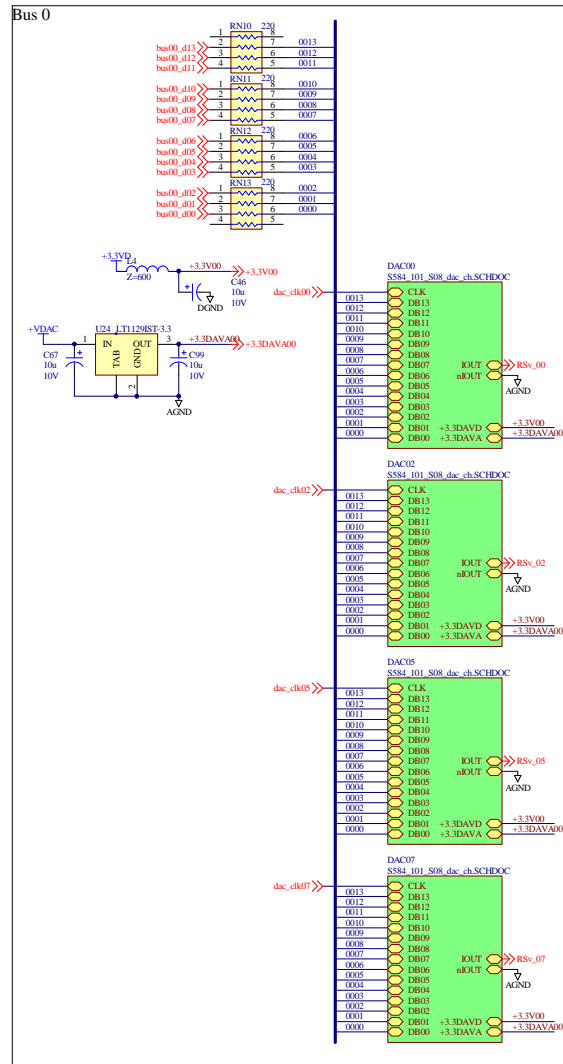 Bus 0
RN10 220
1 8
bus00_d13 2 7 0013
bus00_d12 3 6 0012
bus00_d11 4 5 0011
RN11 220
bus00_d10 1 8 0010
bus00_d09 2 7 0009
bus00_d08 3 6 0008
bus00_d07 4 5 0007
RN12 220
bus00_d06 1 8 0006
bus00_d05 2 7 0005
bus00_d04 3 6 0004
bus00_d03 4 5 0003
RN13 220
bus00_d02 1 8 0002
bus00_d01 2 7 0001
bus00_d00 3 6 0000
4 5
+3.3VD L4 +3.3V00 +3.3V00
Z=600 C46
10u
DGND 10V
U24 LT1129IST-3.3
+VDAC 1 IN OUT 3 +3.3DAVA00
TAB GND
2
C67 C99
10u 10u
10V 10V
AGND
DAC00
S584_101_S08_dac_ch.SCHDOC
dac_clk00 CLK
0013 DB13
0012 DB12
0011 DB11
0010 DB10
0009 DB09
0008 DB08
0007 DB07 IOUT RSv_00
0006 DB06 nIOUT
0005 DB05 AGND
0004 DB04
0003 DB03
0002 DB02
0001 DB01 +3.3DAVD +3.3V00
0000 DB00 +3.3DAVA +3.3DAVA00
DAC02
S584_101_S08_dac_ch.SCHDOC
dac_clk02 CLK
0013 DB13
0012 DB12
0011 DB11
0010 DB10
0009 DB09
0008 DB08
0007 DB07 IOUT RSv_02
0006 DB06 nIOUT
0005 DB05 AGND
0004 DB04
0003 DB03
0002 DB02
0001 DB01 +3.3DAVD +3.3V00
0000 DB00 +3.3DAVA +3.3DAVA00
DAC05
S584_101_S08_dac_ch.SCHDOC
dac_clk05 CLK
0013 DB13
0012 DB12
0011 DB11
0010 DB10
0009 DB09
0008 DB08
0007 DB07 IOUT RSv_05
0006 DB06 nIOUT
0005 DB05 AGND
0004 DB04
0003 DB03
0002 DB02
0001 DB01 +3.3DAVD +3.3V00
0000 DB00 +3.3DAVA +3.3DAVA00
DAC07
S584_101_S08_dac_ch.SCHDOC
dac_clk07 CLK
0013 DB13
0012 DB12
0011 DB11
0010 DB10
0009 DB09
0008 DB08
0007 DB07 IOUT RSv_07
0006 DB06 nIOUT
0005 DB05 AGND
0004 DB04
0003 DB03
0002 DB02
0001 DB01 +3.3DAVD +3.3V00
0000 DB00 +3.3DAVA +3.3DAVA00